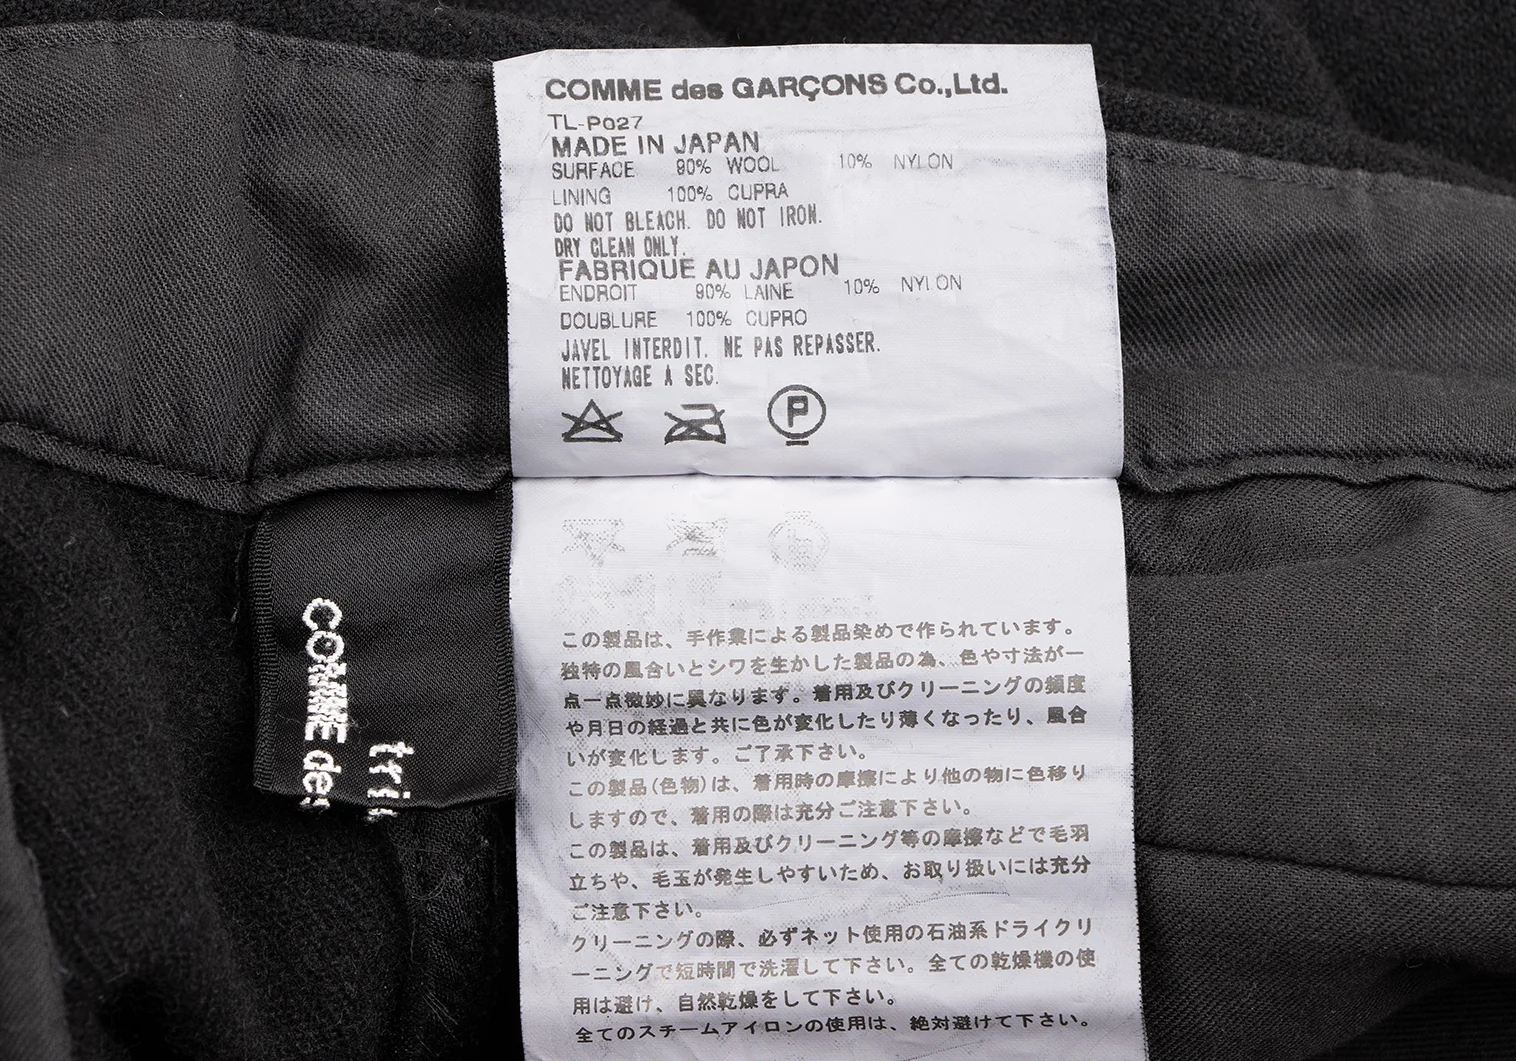 COMME des GARÇONS Co.,Ltd.
TL-P027
MADE IN JAPAN
SURFACE 90% WOOL 10% NYLON
LINING 100% CUPRA
DO NOT BLEACH. DO NOT IRON.
DRY CLEAN ONLY.
FABRIQUE AU JAPON
ENDROIT 90% LAINE 10% NYLON
DOUBLURE 100% CUPRO
JAVEL INTERDIT. NE PAS REPASSER.
NETTOYAGE A SEC.
P
この製品は、手作業による製品染めで作られています。
独特の風合いとシワを生かした製品の為、色や寸法が一
点一点微妙に異なります。着用及びクリーニングの頻度
や月日の経過と共に色が変化したり薄くなったり、風合
いが変化します。ご了承下さい。
この製品(色物)は、着用時の摩擦により他の物に色移り
しますので、着用の際は充分ご注意下さい。
この製品は、着用及びクリーニング等の摩擦などで毛羽
立ちや、毛玉が発生しやすいため、お取り扱いには充分
ご注意下さい。
クリーニングの際、必ずネット使用の石油系ドライクリ
ーニングで短時間で洗濯して下さい。全ての乾燥機の使
用は避け、自然乾燥をして下さい。
全てのスチームアイロンの使用は、絶対避けて下さい。
COMME des